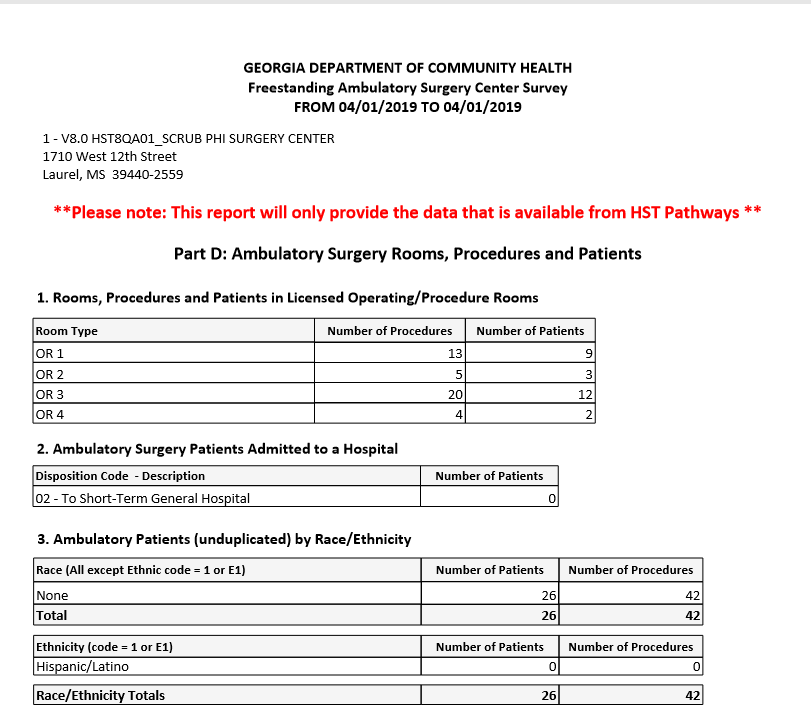 GEORGIA DEPARTMENT OF COMMUNITY HEALTH
Freestanding Ambulatory Surgery Center Survey
FROM 04/01/2019 TO 04/01/2019
1 - V8.0 HST8QA01_SCRUB PHI SURGERY CENTER
1710 West 12th Street
Laurel, MS 39440-2559
**Please note: This report will only provide the data that is available from HST Pathways **
Part D: Ambulatory Surgery Rooms, Procedures and Patients
1. Rooms, Procedures and Patients in Licensed Operating/Procedure Rooms
Room Type Number of Procedures Number of Patients
OR 1 13 9
OR 2 5 3
OR 3 20 12
OR 4 4 2
2. Ambulatory Surgery Patients Admitted to a Hospital
Disposition Code - Description Number of Patients
02 - To Short-Term General Hospital 0
3. Ambulatory Patients (unduplicated) by Race/Ethnicity
Race (All except Ethnic code = 1 or E1) Number of Patients Number of Procedures
None 26 42
Total 26 42
Ethnicity (code = 1 or E1) Number of Patients Number of Procedures
Hispanic/Latino 0 0
Race/Ethnicity Totals 26 42